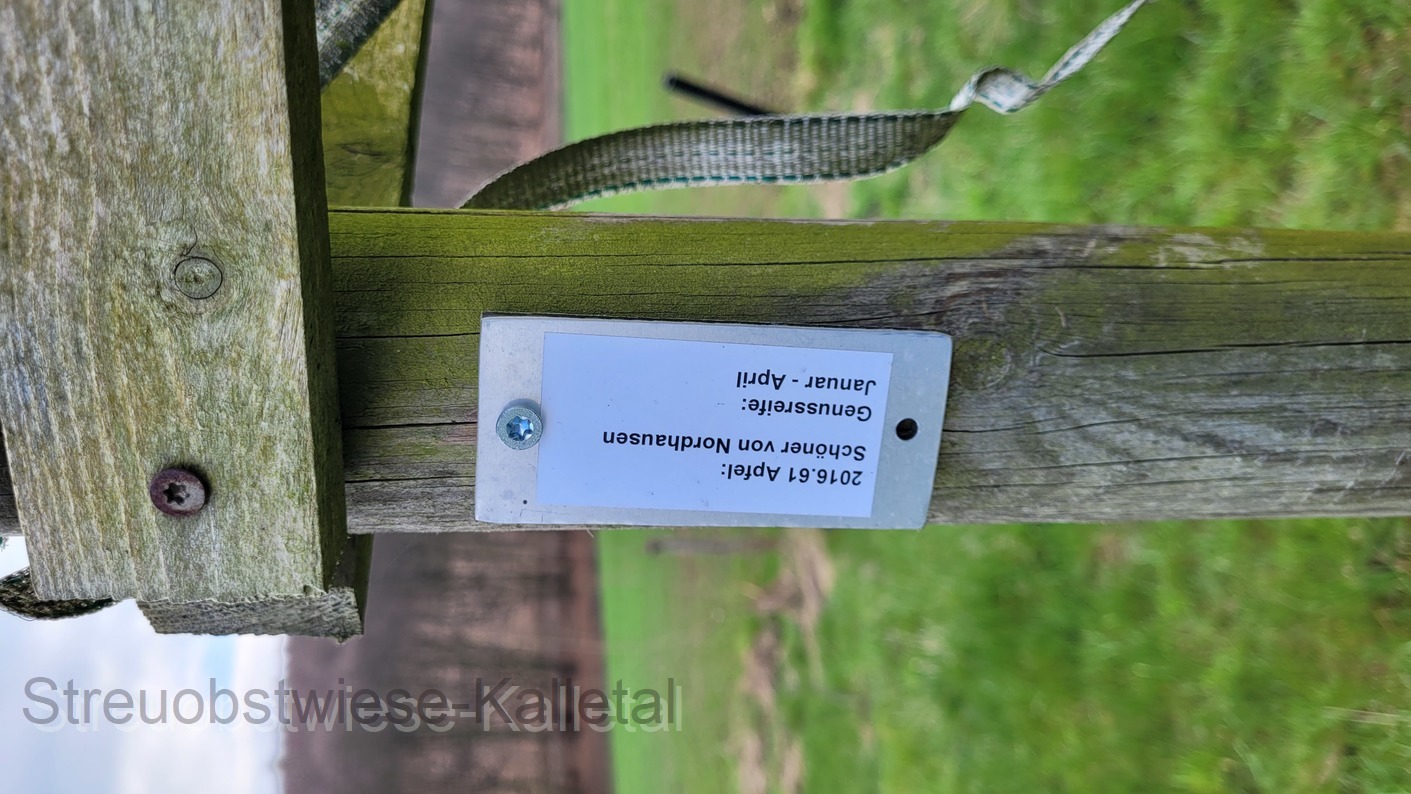 2016.61 Apfel:
Schöner von Nordhausen
Genussreife:
Januar - April
Streuobstwiese-Kalletal